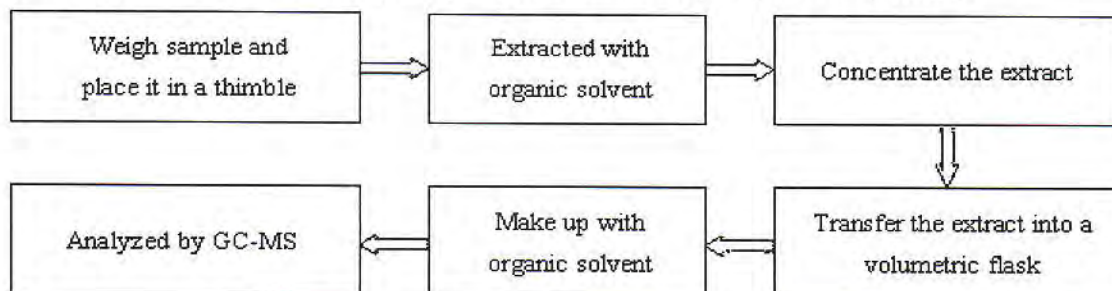 Weigh sample and
place it in a thimble
Extracted with
organic solvent
Concentrate the extract
Transfer the extract into a
volumetric flask
Make up with
organic solvent
Analyzed by GC-MS